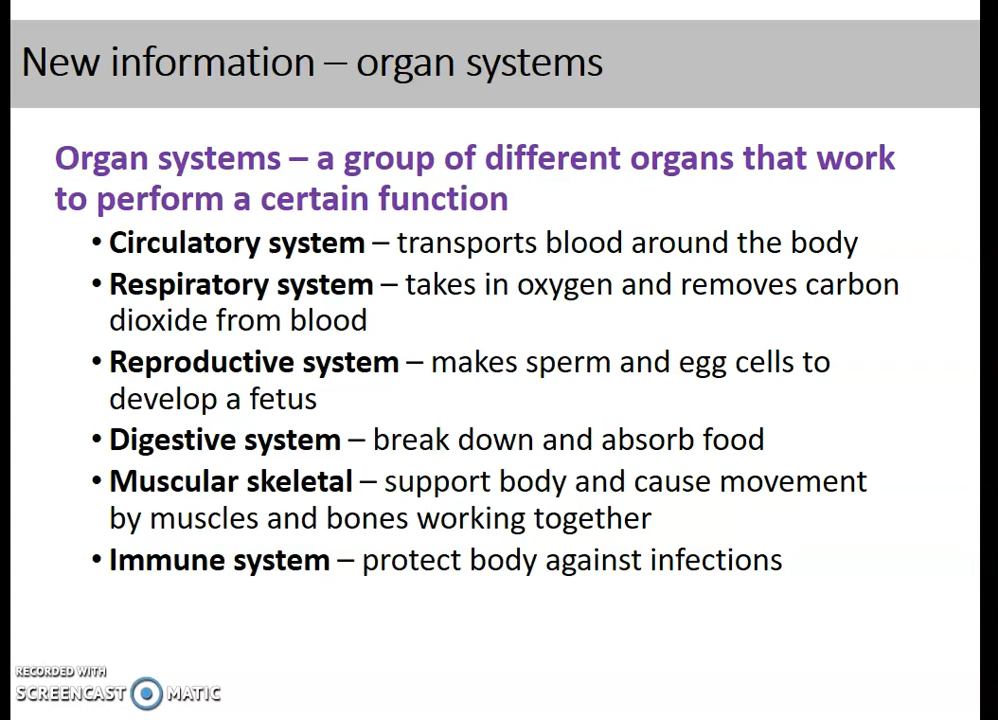 New information – organ systems
Organ systems – a group of different organs that work
to perform a certain function
• Circulatory system – transports blood around the body
• Respiratory system – takes in oxygen and removes carbon
dioxide from blood
• Reproductive system – makes sperm and egg cells to
develop a fetus
• Digestive system – break down and absorb food
• Muscular skeletal – support body and cause movement
by muscles and bones working together
• Immune system – protect body against infections
RECORDED WITH
SCREENCAST MATIC